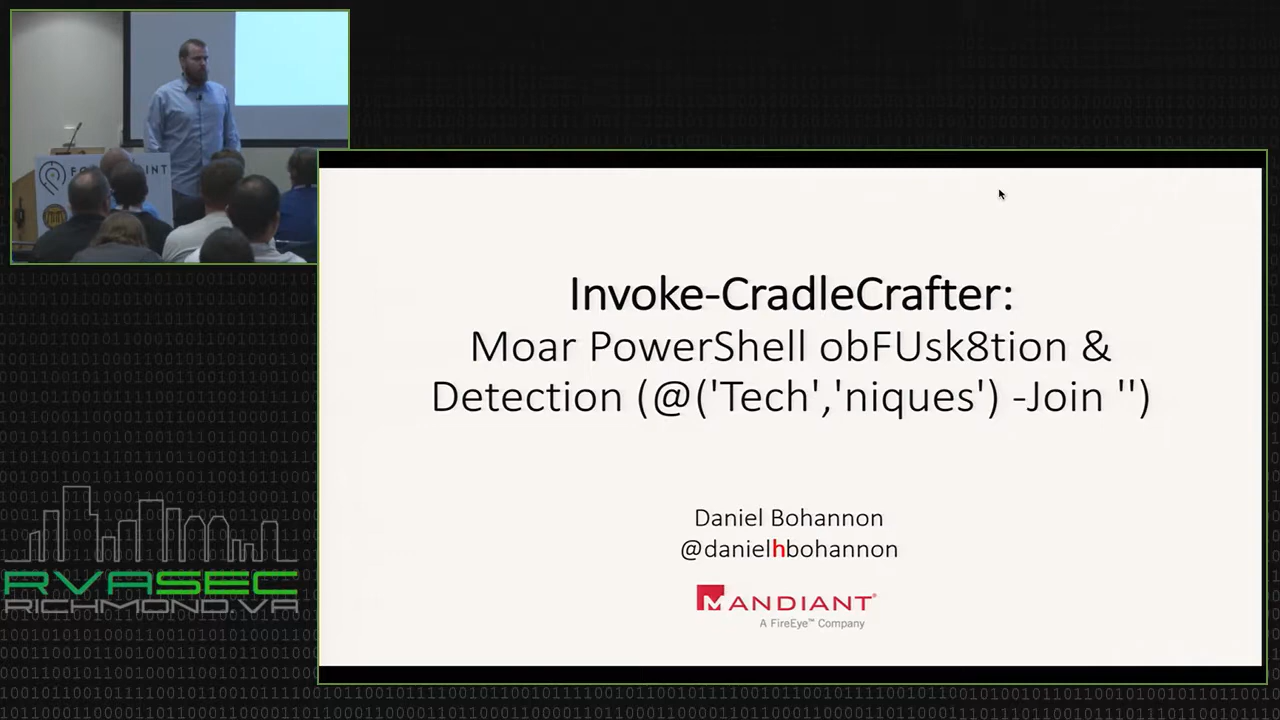 Invoke-CradleCrafter:
Moar PowerShell obFUsk8tion &
Detection (@('Tech','niques') -Join '')
Daniel Bohannon
@danielhbohannon
MANDIANT®
A FireEye™ Company
RVASEC
RICHMOND, VA